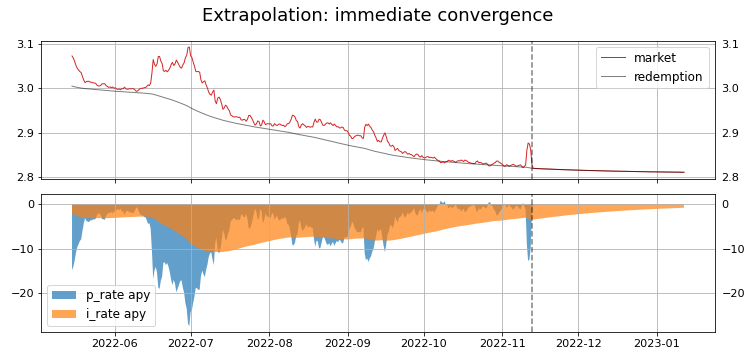 Extrapolation: immediate convergence
3.1 3.1
market
redemption
3.0 3.0
2.9 2.9
2.8 2.8
0 0
−10 −10
−20 −20
p_rate apy
i_rate apy
2022-06 2022-07 2022-08 2022-09 2022-10 2022-11 2022-12 2023-01